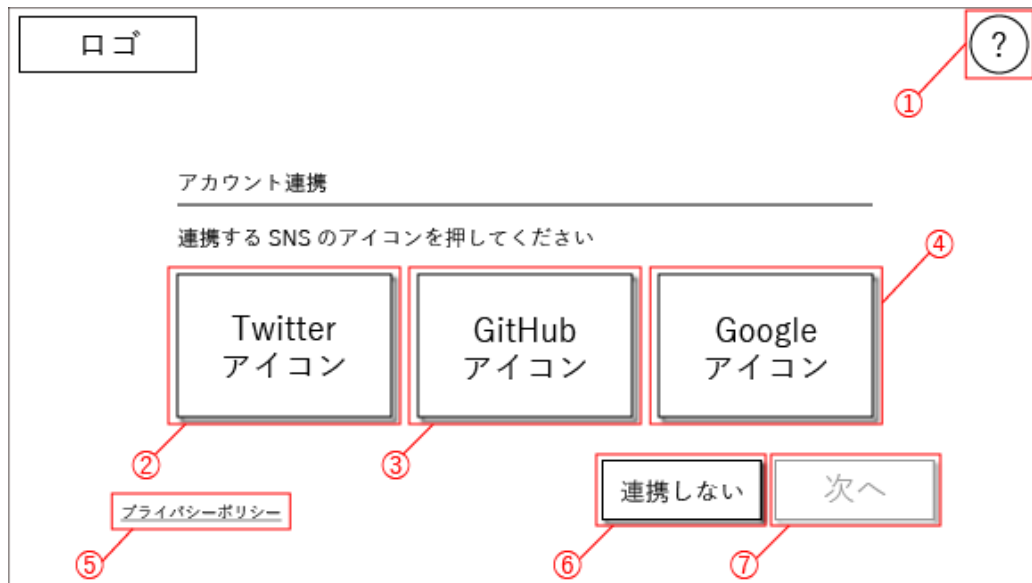 ロゴ
?
①
アカウント連携
連携する SNS のアイコンを押してください
④
Twitter
アイコン
GitHub
アイコン
Google
アイコン
②
③
連携しない
次へ
プライバシーポリシー
⑤
⑥
⑦